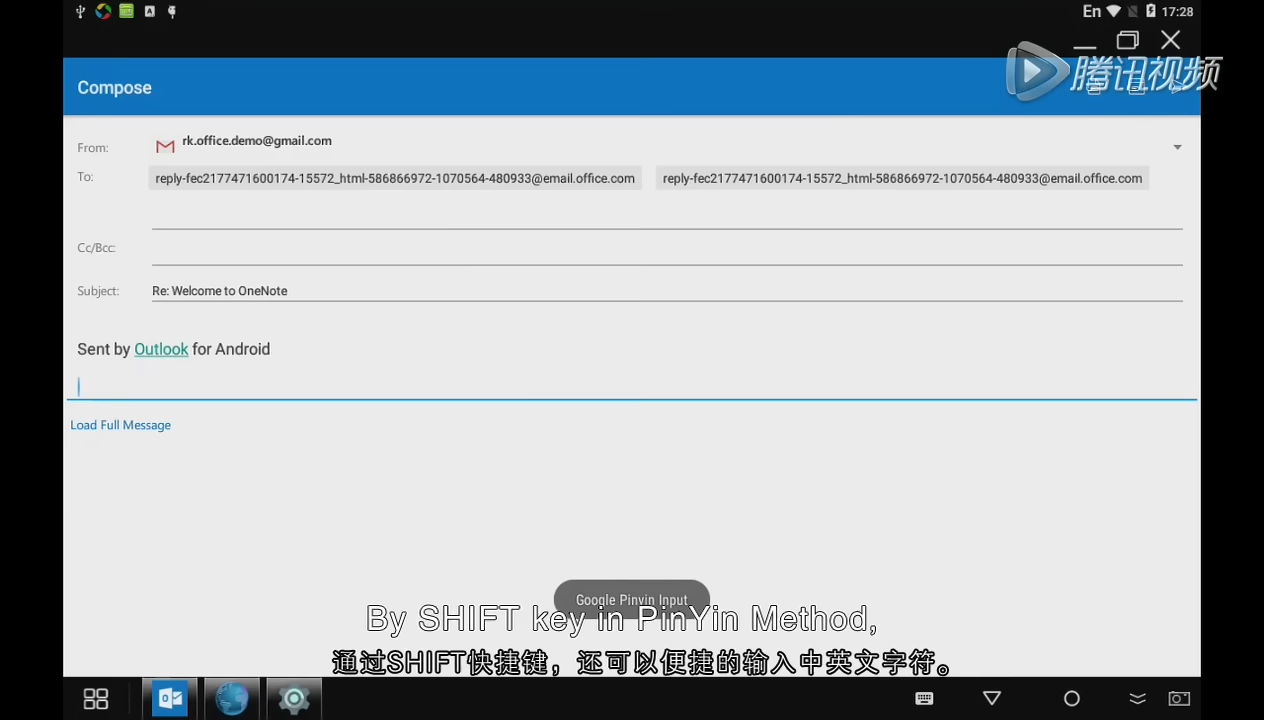 En 17:28
腾讯视频
Compose
From: rk.office.demo@gmail.com
To: reply-fec2177471600174-15572_html-586866972-1070564-480933@email.office.com reply-fec2177471600174-15572_html-586866972-1070564-480933@email.office.com
Cc/Bcc:
Subject: Re: Welcome to OneNote
Sent by Outlook for Android
Load Full Message
Google Pinyin Input
By SHIFT key in PinYin Method,
通过SHIFT快捷键，还可以便捷的输入中英文字符。